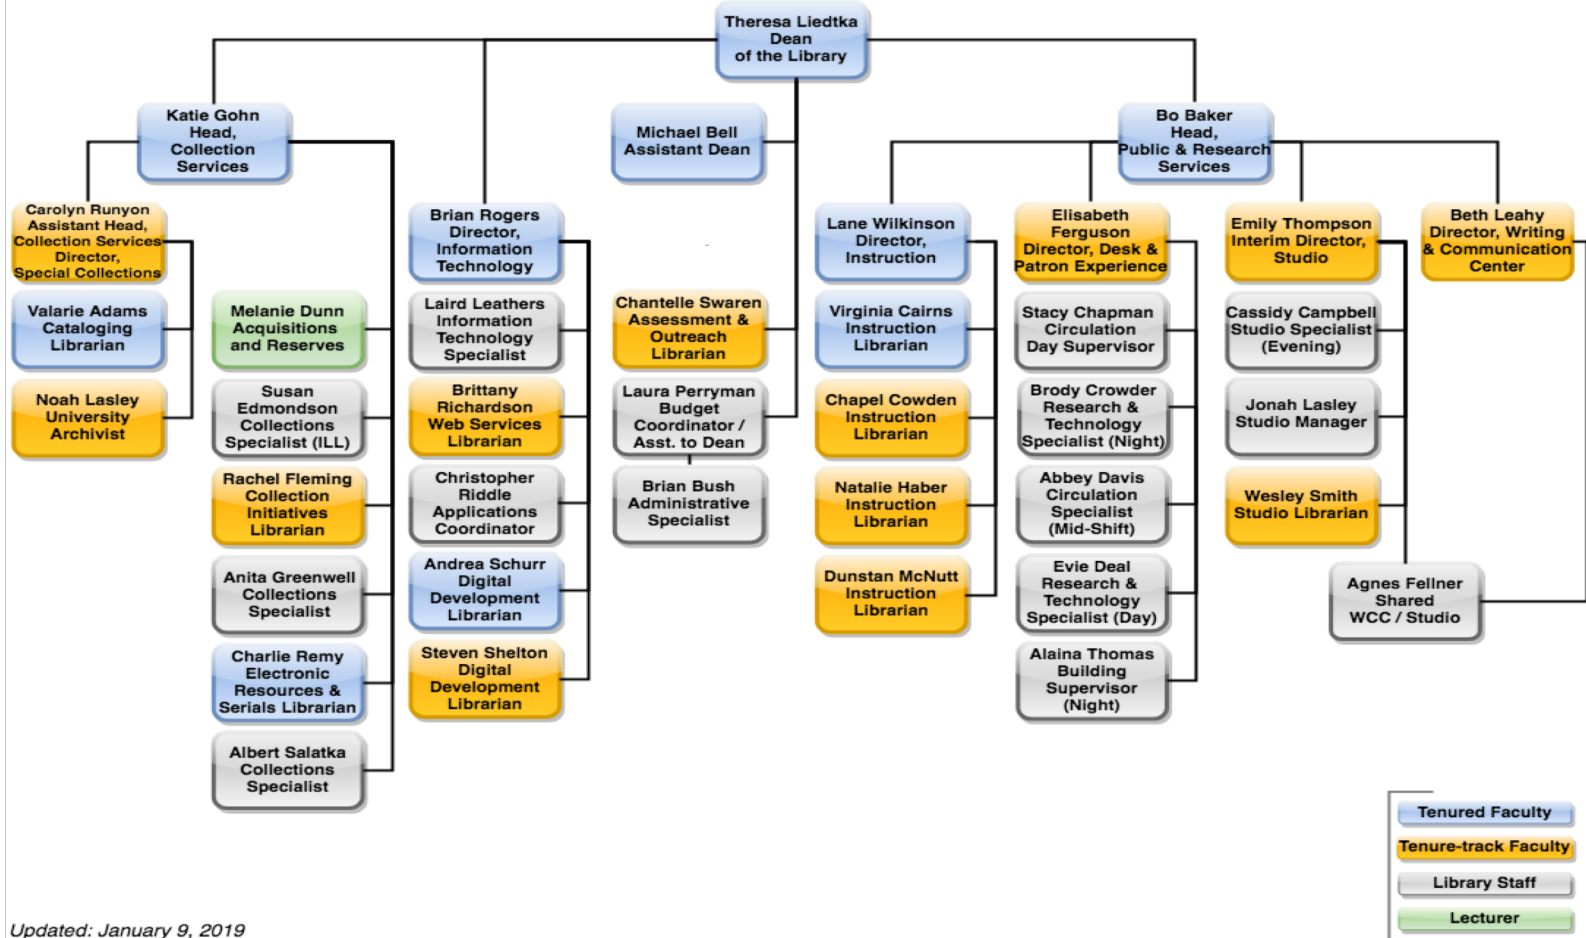 Theresa Liedtka
Dean
of the Library
Katie Gohn
Head,
Collection
Services
Michael Bell
Assistant Dean
Bo Baker
Head,
Public & Research
Services
Carolyn Runyon
Assistant Head,
Collection Services
Director,
Special Collections
Valarie Adams
Cataloging
Librarian
Noah Lasley
University
Archivist
Melanie Dunn
Acquisitions
and Reserves
Susan
Edmondson
Collections
Specialist (ILL)
Rachel Fleming
Collection
Initiatives
Librarian
Anita Greenwell
Collections
Specialist
Charlie Remy
Electronic
Resources &
Serials Librarian
Albert Salatka
Collections
Specialist
Brian Rogers
Director,
Information
Technology
Laird Leathers
Information
Technology
Specialist
Brittany
Richardson
Web Services
Librarian
Christopher
Riddle
Applications
Coordinator
Andrea Schurr
Digital
Development
Librarian
Steven Shelton
Digital
Development
Librarian
Chantelle Swaren
Assessment &
Outreach
Librarian
Laura Perryman
Budget
Coordinator /
Asst. to Dean
Brian Bush
Administrative
Specialist
Lane Wilkinson
Director,
Instruction
Virginia Cairns
Instruction
Librarian
Chapel Cowden
Instruction
Librarian
Natalie Haber
Instruction
Librarian
Dunstan McNutt
Instruction
Librarian
Elisabeth
Ferguson
Director, Desk &
Patron Experience
Stacy Chapman
Circulation
Day Supervisor
Brody Crowder
Research &
Technology
Specialist (Night)
Abbey Davis
Circulation
Specialist
(Mid-Shift)
Evie Deal
Research &
Technology
Specialist (Day)
Alaina Thomas
Building
Supervisor
(Night)
Emily Thompson
Interim Director,
Studio
Cassidy Campbell
Studio Specialist
(Evening)
Jonah Lasley
Studio Manager
Wesley Smith
Studio Librarian
Beth Leahy
Director, Writing
& Communication
Center
Agnes Fellner
Shared
WCC / Studio
Tenured Faculty
Tenure-track Faculty
Library Staff
Lecturer
Updated: January 9, 2019